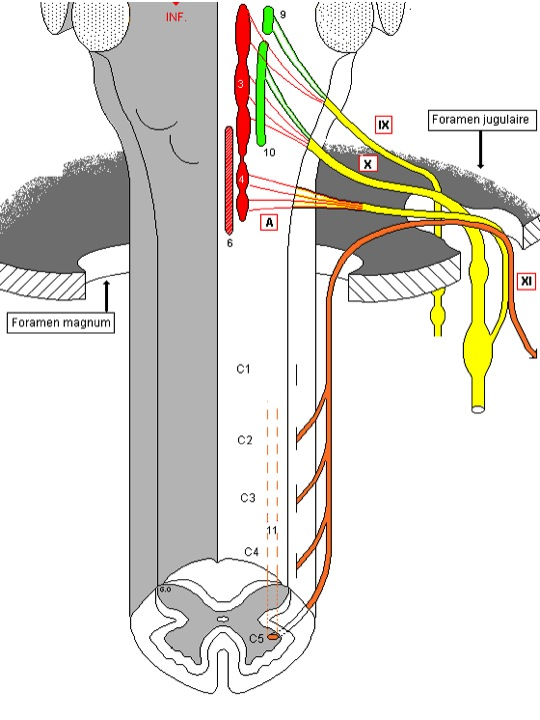 INF.
9
3
IX
Foramen jugulaire
10
X
4
A
6
XI
Foramen magnum
C1
C2
C3
11
C4
G.O
C5